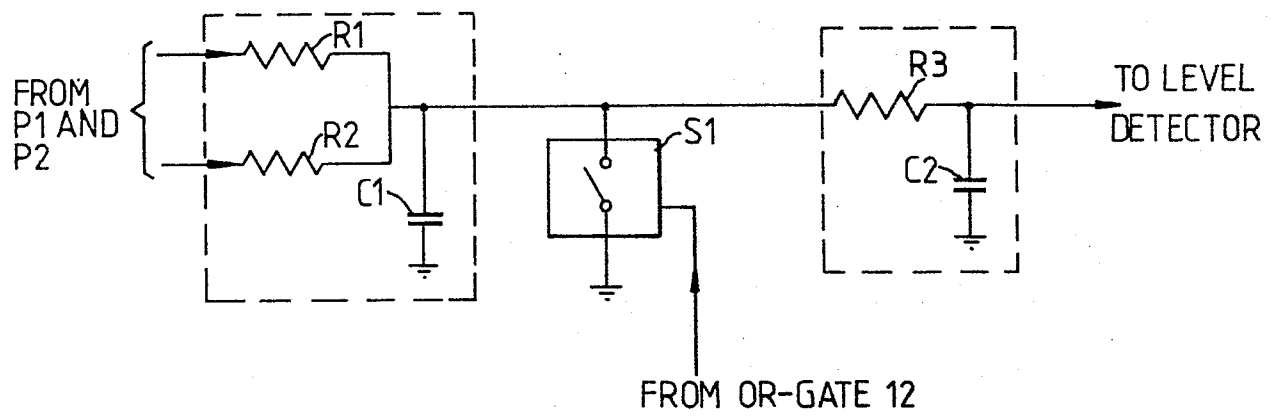 R1
FROM
P1 AND
P2
R2
C1
S1
R3
C2
TO LEVEL
DETECTOR
FROM OR-GATE 12